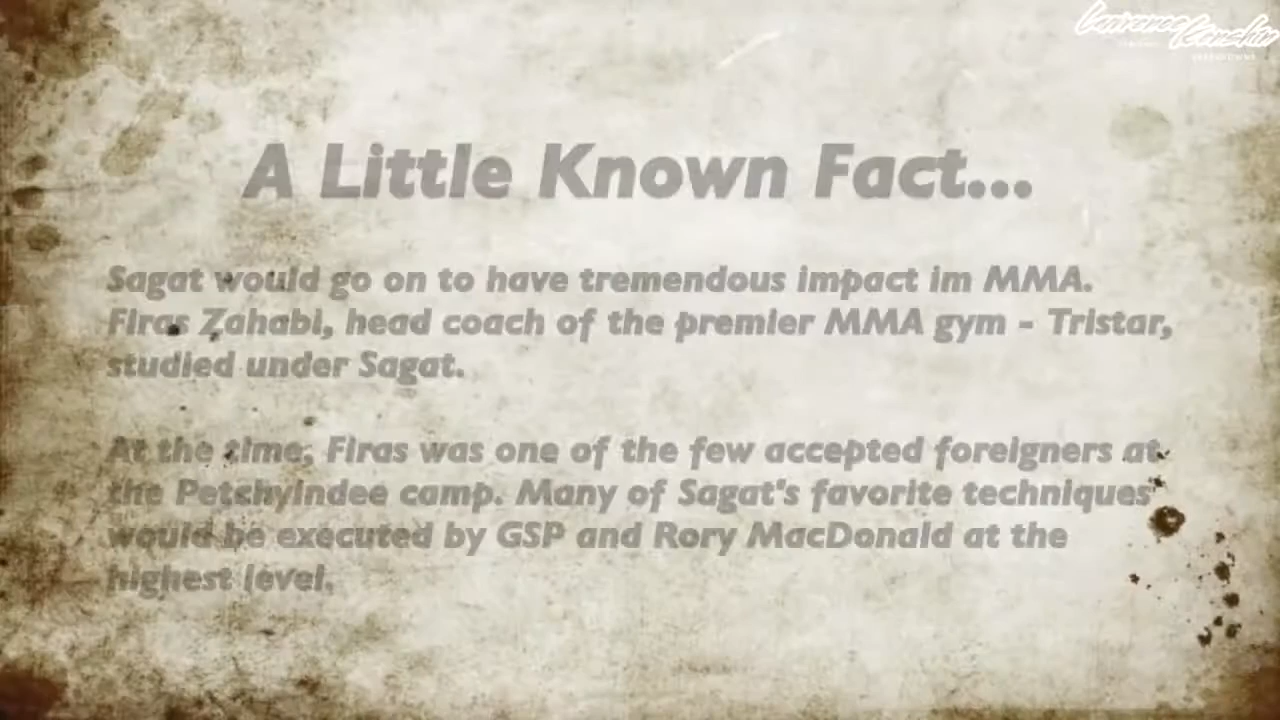 Lawrence Kenshin
A Little Known Fact...
Sagat would go on to have tremendous impact im MMA.
Firas Zahabi, head coach of the premier MMA gym - Tristar,
studied under Sagat.
At the time, Firas was one of the few accepted foreigners at
the Petchyindee camp. Many of Sagat's favorite techniques
would be executed by GSP and Rory MacDonald at the
highest level.